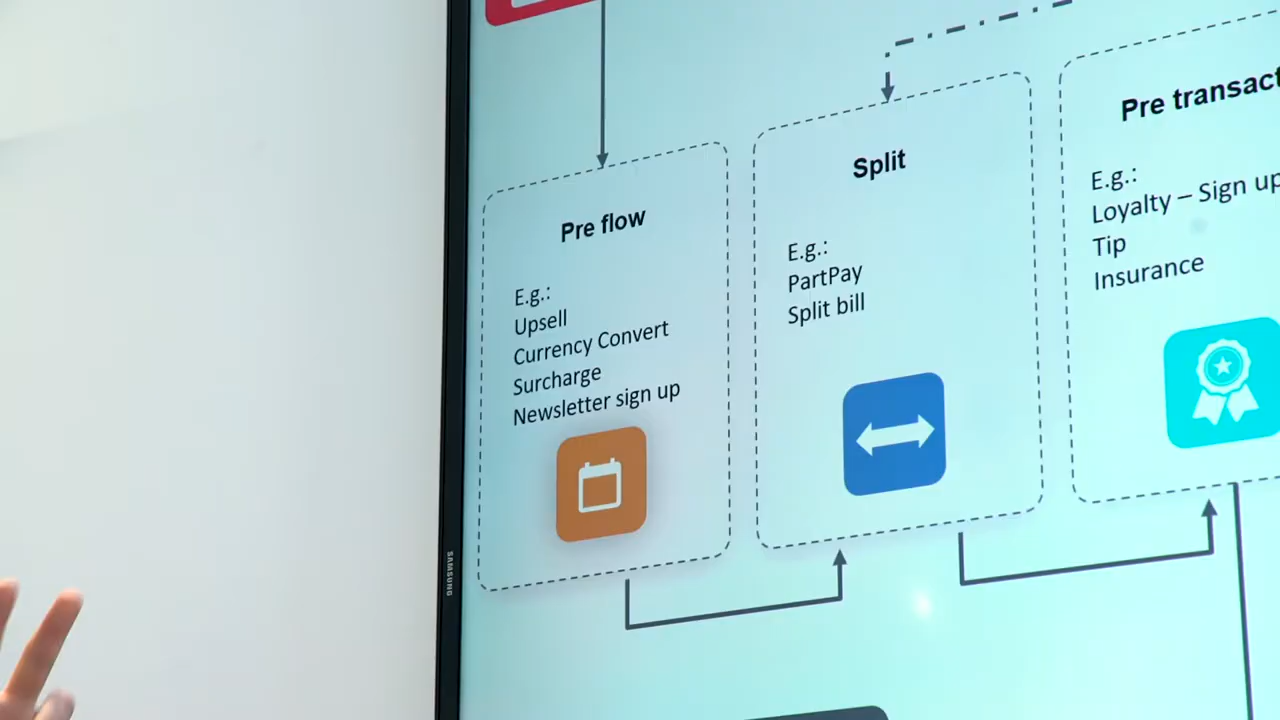 Pre flow
E.g.:
Upsell
Currency Convert
Surcharge
Newsletter sign up
Split
E.g.:
PartPay
Split bill
Pre transact
E.g.:
Loyalty – Sign up
Tip
Insurance
SAMSUNG